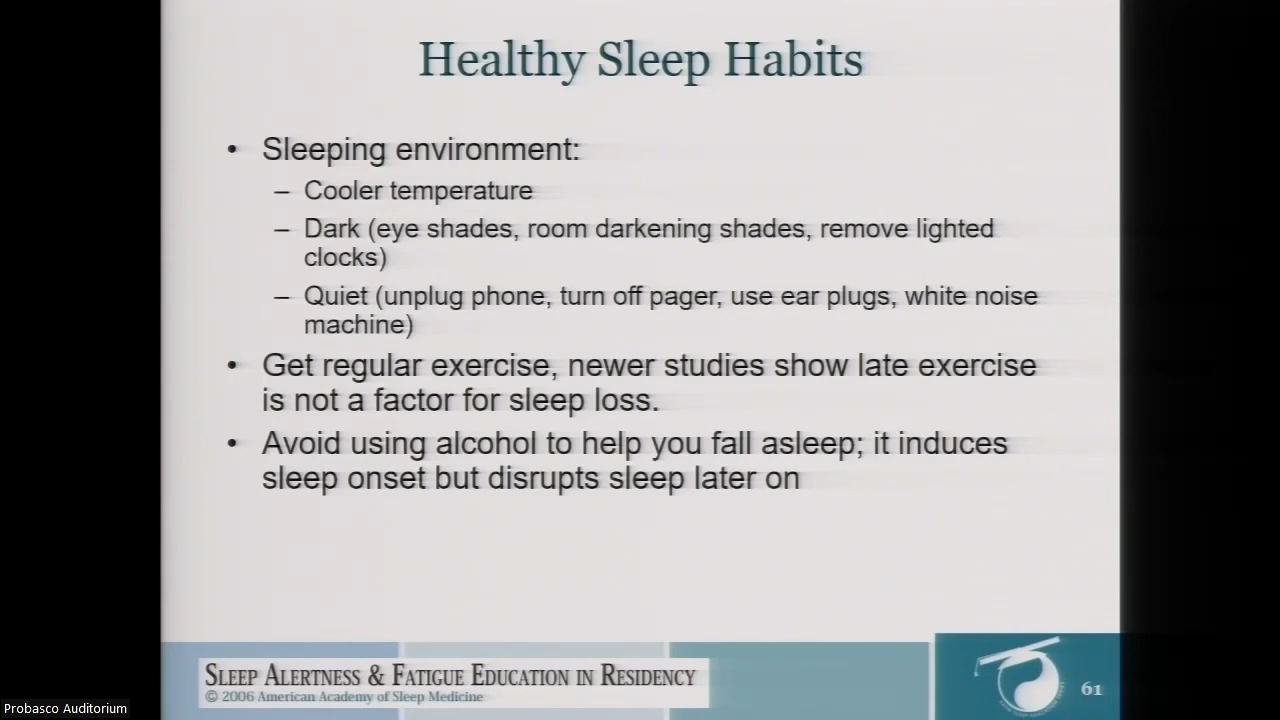 Healthy Sleep Habits
• Sleeping environment:
– Cooler temperature
– Dark (eye shades, room darkening shades, remove lighted
clocks)
– Quiet (unplug phone, turn off pager, use ear plugs, white noise
machine)
• Get regular exercise, newer studies show late exercise
is not a factor for sleep loss.
• Avoid using alcohol to help you fall asleep; it induces
sleep onset but disrupts sleep later on
SLEEP ALERTNESS & FATIGUE EDUCATION IN RESIDENCY
© 2006 American Academy of Sleep Medicine
61
Probasco Auditorium